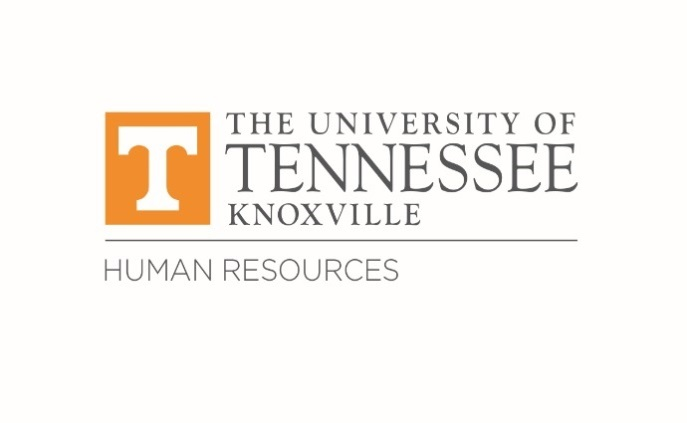 T
THE UNIVERSITY OF
TENNESSEE
KNOXVILLE
HUMAN RESOURCES